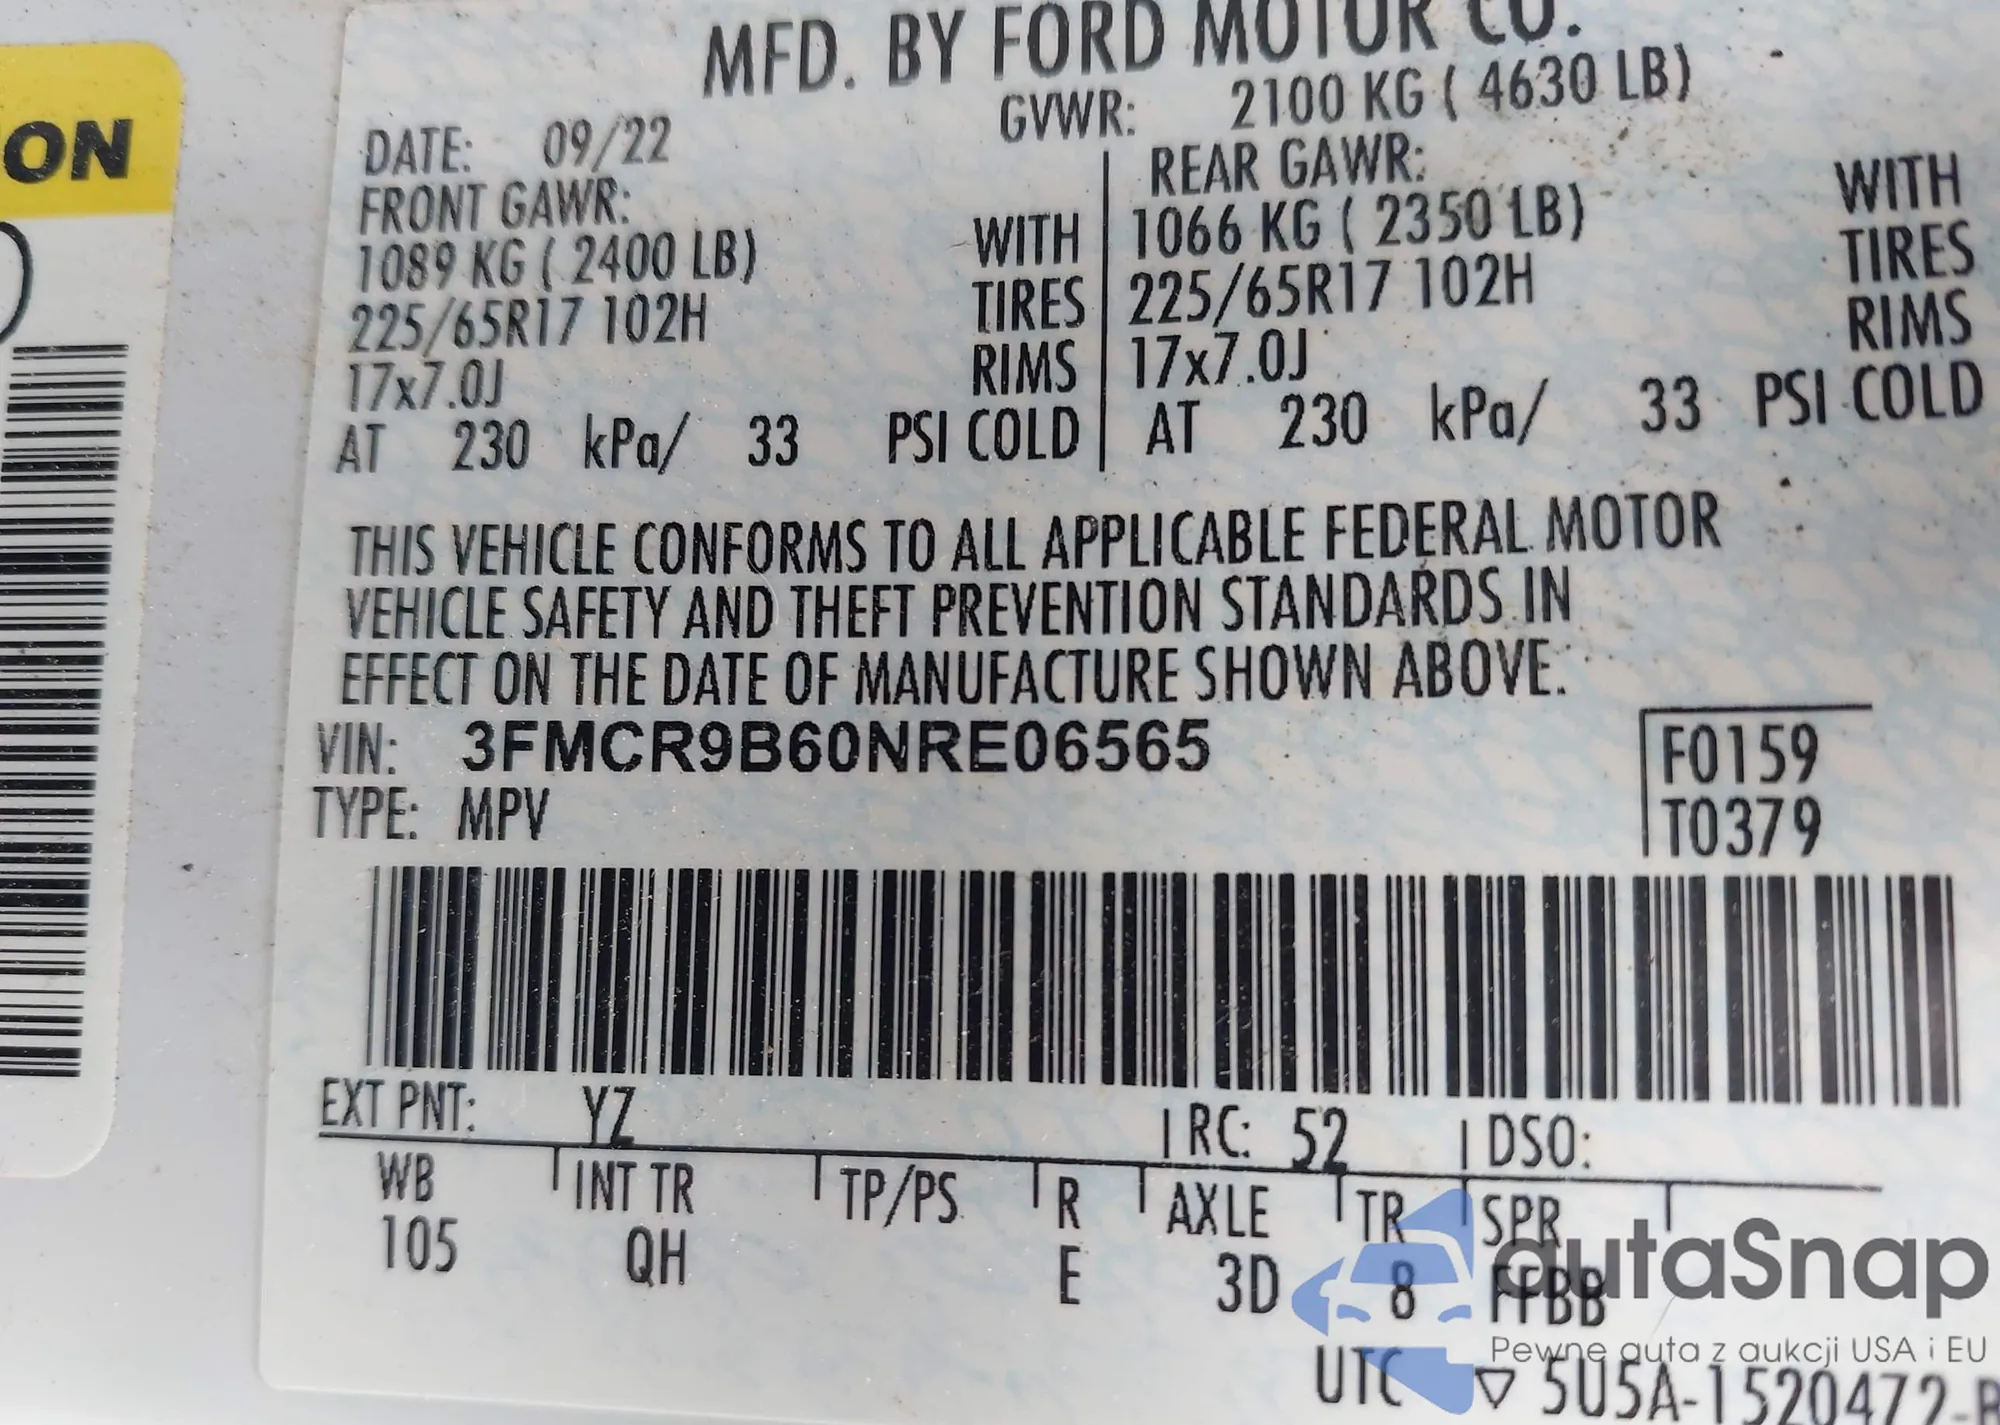 ON
MFD. BY FORD MOTOR CO.
DATE: 09/22 GVWR: 2100 KG ( 4630 LB)
FRONT GAWR: REAR GAWR:
1089 KG ( 2400 LB) WITH 1066 KG ( 2350 LB) WITH
225/65R17 102H TIRES 225/65R17 102H TIRES
17x7.0J RIMS 17x7.0J RIMS
AT 230 kPa/ 33 PSI COLD AT 230 kPa/ 33 PSI COLD
THIS VEHICLE CONFORMS TO ALL APPLICABLE FEDERAL MOTOR
VEHICLE SAFETY AND THEFT PREVENTION STANDARDS IN
EFFECT ON THE DATE OF MANUFACTURE SHOWN ABOVE.
VIN: 3FMCR9B60NRE06565 F0159
TYPE: MPV T0379
EXT PNT: YZ RC: 52 DSO:
WB INT TR TP/PS R AXLE TR SPR
105 QH E 3D 8 FFBB
autaSnap
Pewne auta z aukcji USA i EU
UTC ▽ 5U5A-1520472-B